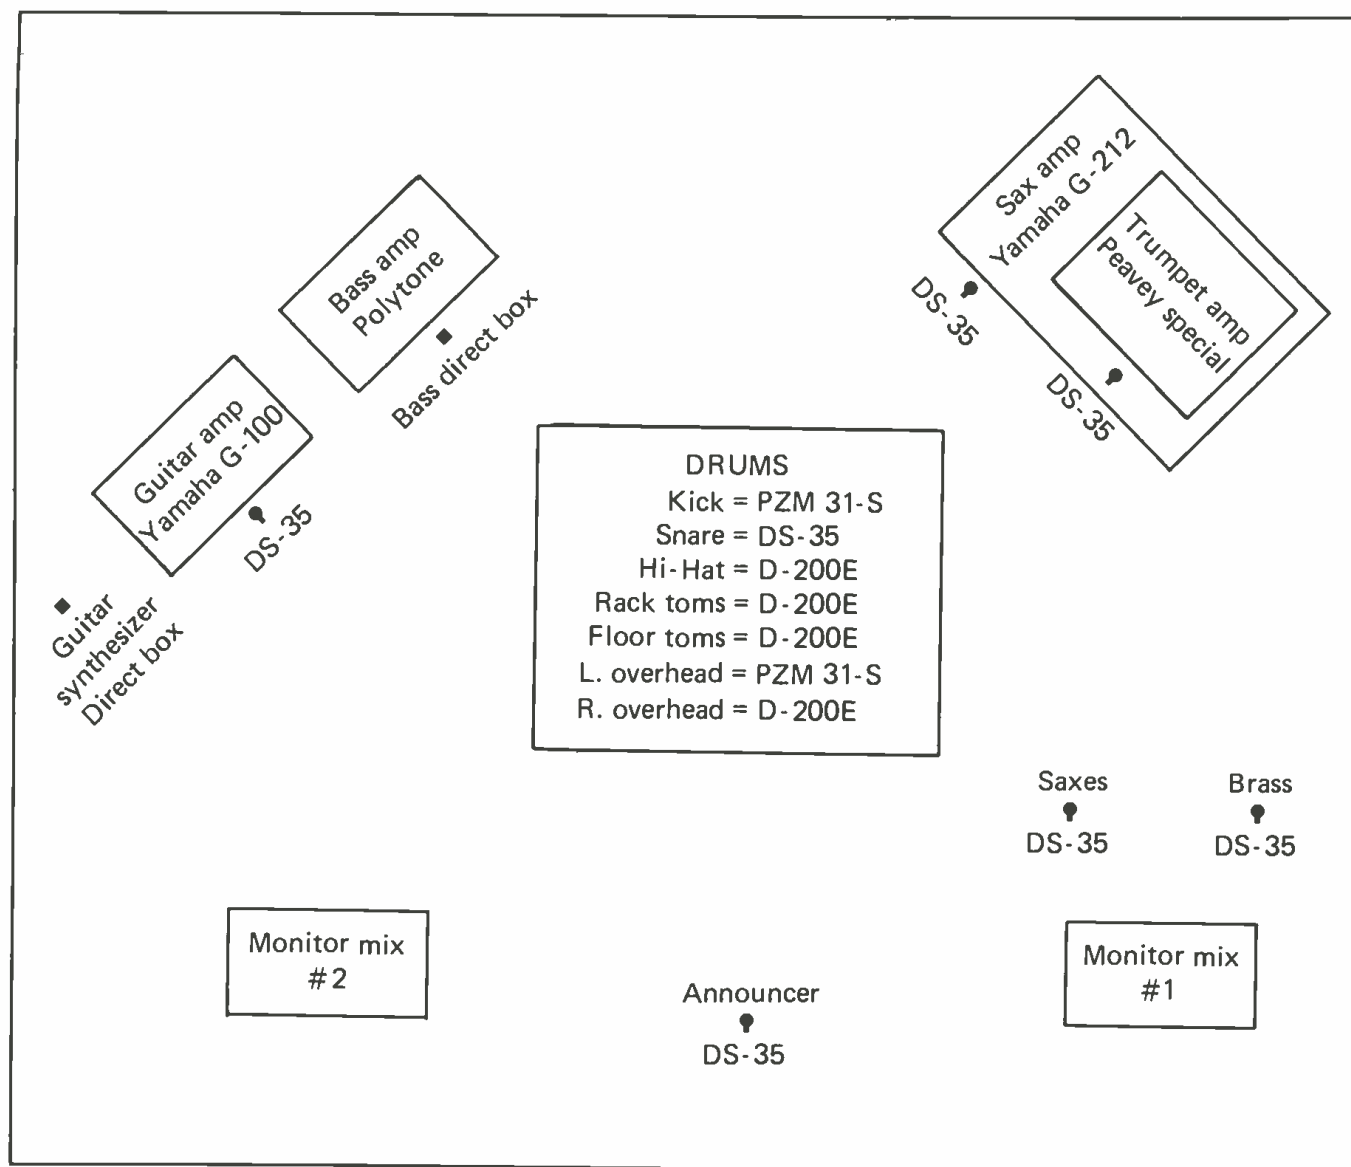 Sax amp
Yamaha G-212
Trumpet amp
Peavey special
DS-35
DS-35
Bass amp
Polytone
Bass direct box
Guitar amp
Yamaha G-100
DS-35
Guitar
synthesizer
Direct box
DRUMS
Kick = PZM 31-S
Snare = DS-35
Hi-Hat = D-200E
Rack toms = D-200E
Floor toms = D-200E
L. overhead = PZM 31-S
R. overhead = D-200E
Saxes
DS-35
Brass
DS-35
Monitor mix
#2
Announcer
DS-35
Monitor mix
#1